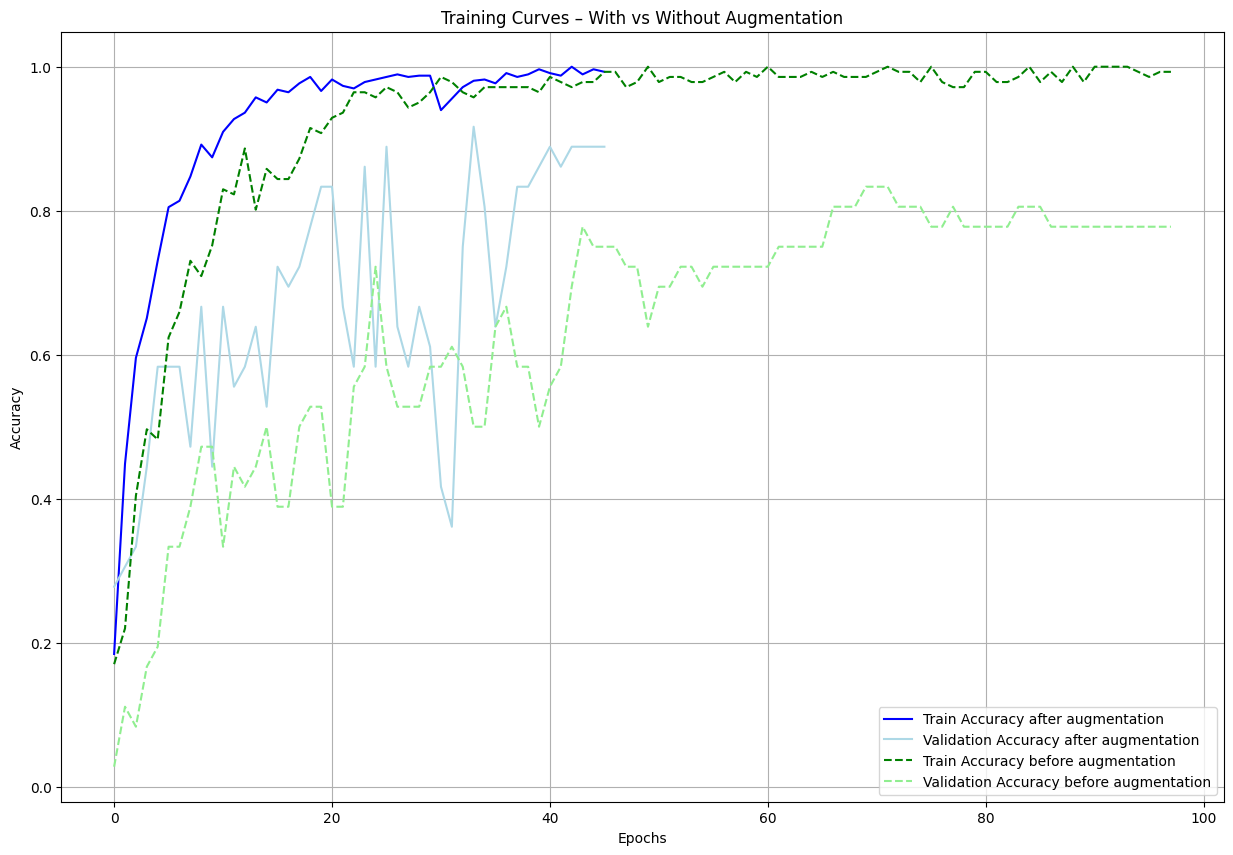 Training Curves – With vs Without Augmentation
1.0
0.8
0.6
0.4
0.2
0.0
Accuracy
0 20 40 60 80 100
Epochs
Train Accuracy after augmentation
Validation Accuracy after augmentation
Train Accuracy before augmentation
Validation Accuracy before augmentation